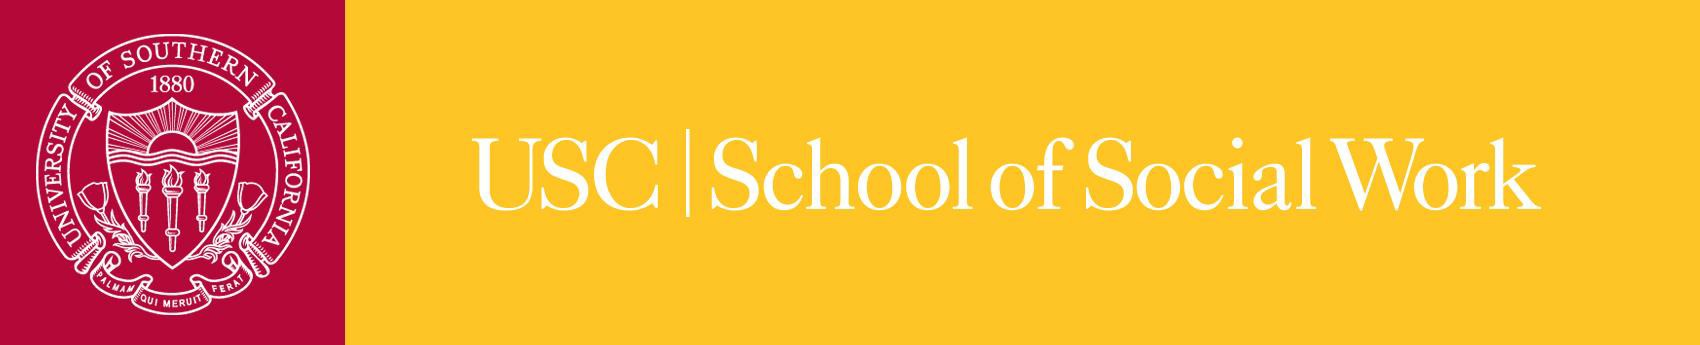 UNIVERSITY OF SOUTHERN CALIFORNIA
1880
PALMAM QUI MERUIT FERAT
USC | School of Social Work